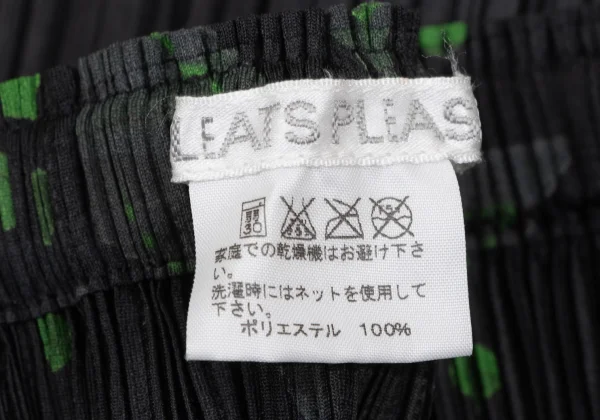 LEATS PLEAS
家庭での乾燥機はお避け下さ
い。
洗濯時にはネットを使用して
下さい。
ポリエステル 100%